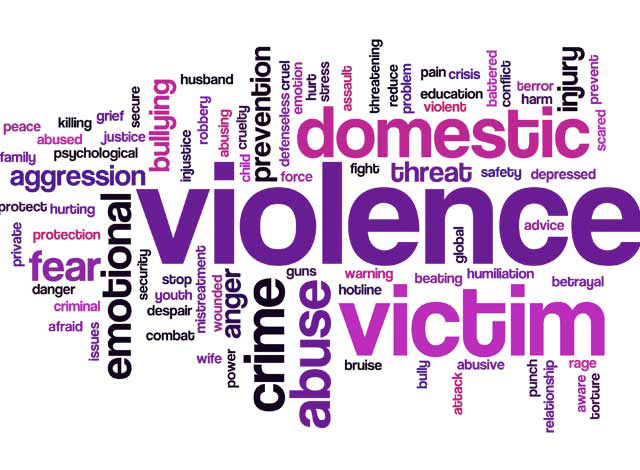 husband
threatening
prevention
cruel
emotion
hurt
stress
assault
reduce
problem
pain
crisis
battered
conflict
terror
injury
prevent
education
harm
violent
secure
bullying
robbery
abusing
cruelty
defenseless
domestic
scared
peace
killing
grief
abused
justice
psychological
injustice
child
family
aggression
force
fight
threat
safety
depressed
violence
protect
hurting
emotional
private
protection
global
advice
fear
security
stop
mistreatment
wounded
anger
guns
warning
beating
humiliation
betrayal
danger
youth
crime
abuse
hotline
victim
criminal
despair
afraid
issues
combat
wife
power
bruise
bully
attack
abusive
punch
relationship
rage
aware
torture